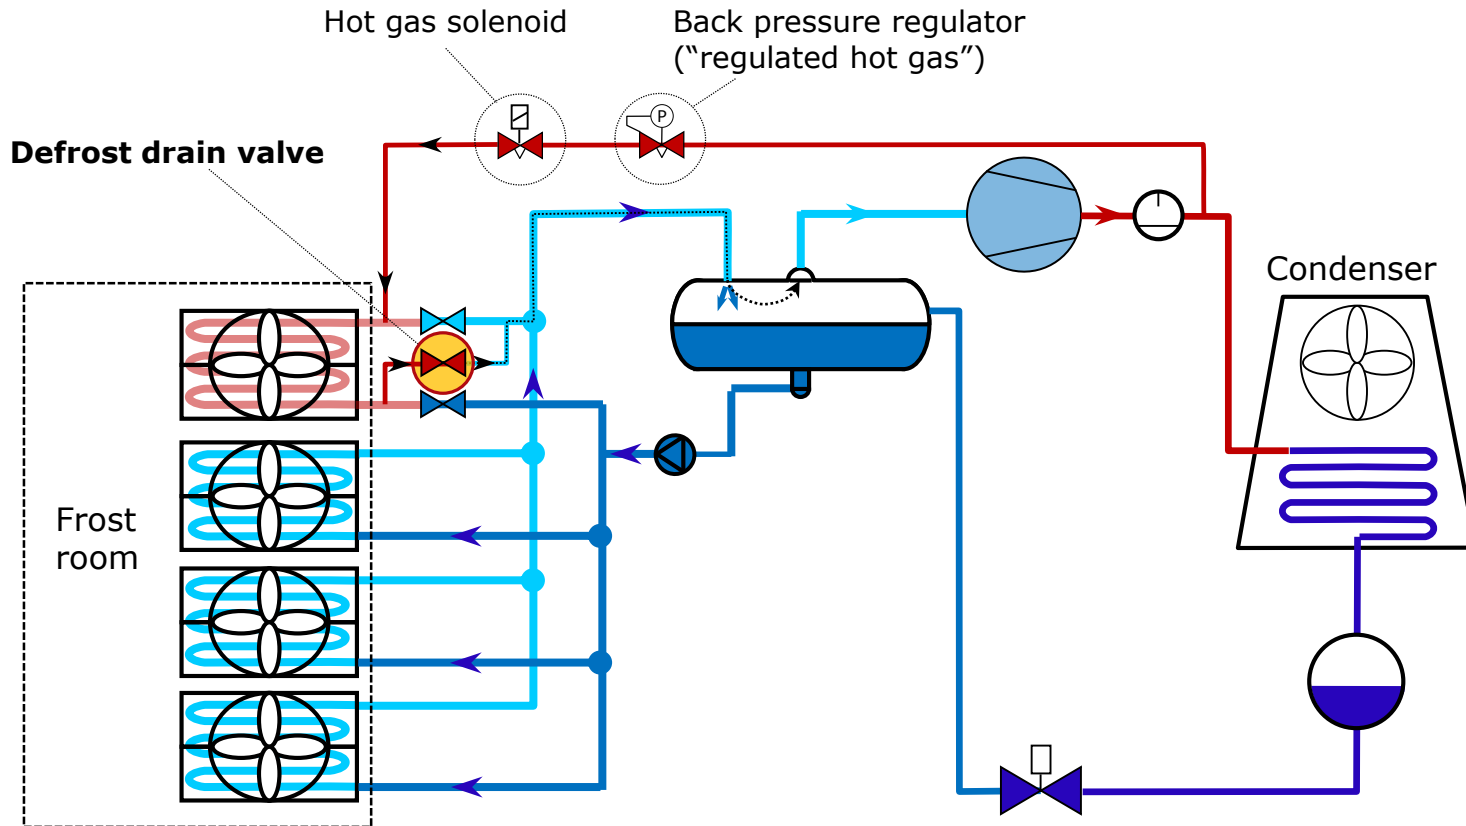 Hot gas solenoid
Back pressure regulator
(“regulated hot gas”)
P
Defrost drain valve
Condenser
Frost
room